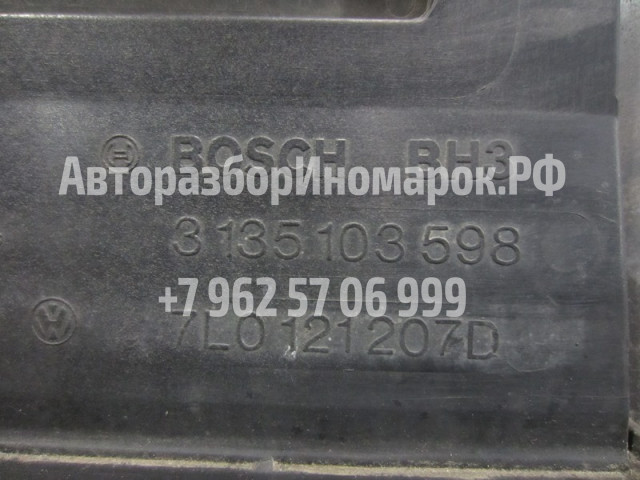 BOSCH BH3
АвторазборИномарок.РФ
3 135 103 598
+7 962 57 06 999
7L0 121 207D